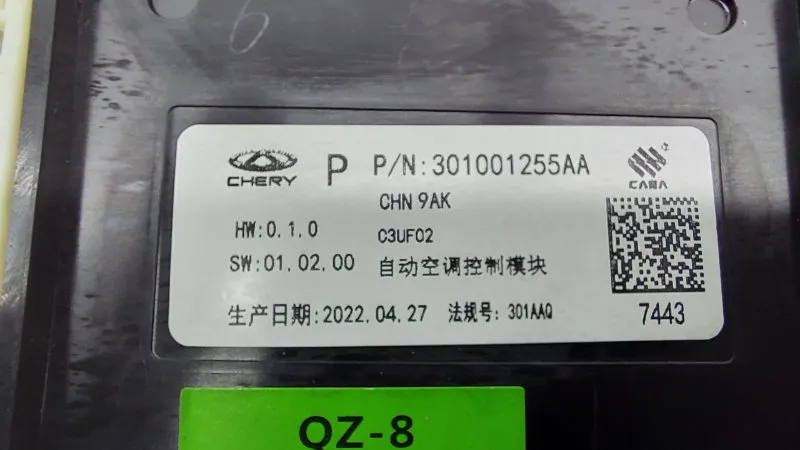 6
CHERY
P
P/N:301001255AA
CHN 9AK
HW:0.1.0
C3UF02
SW:01.02.00
自动空调控制模块
生产日期:2022.04.27
法规号: 301AAQ
7443
QZ-8